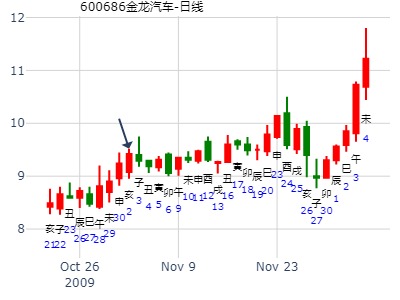 600686金龙汽车-日线
12
11
10
9
8
亥 子 丑 辰 巳 午 未 申 亥 子 丑 寅 卯 午 未 申 酉 戌 丑 寅 卯 辰 巳 申 酉 戌 亥 子 卯 辰 巳 午 未
21 22 23 26 27 28 29 30 2 3 4 5 6 9 10 11 12 13 16 17 18 19 20 23 24 25 26 27 30 1 2 3 4
Oct 26 Nov 9 Nov 23
2009